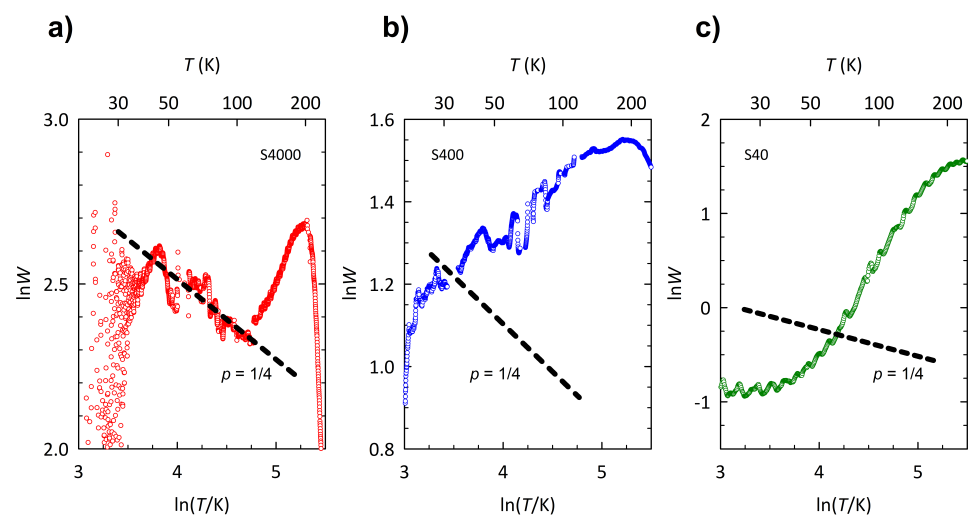 a)
T (K)
30 50 100 200
3.0
S4000
lnW
2.5
p = 1/4
2.0
3 4 5
ln(T/K)
b)
T (K)
30 50 100 200
1.6
S400
1.4
lnW
1.2
1.0
p = 1/4
0.8
3 4 5
ln(T/K)
c)
T (K)
30 50 100 200
2
S40
1
lnW
0
p = 1/4
-1
3 4 5
ln(T/K)